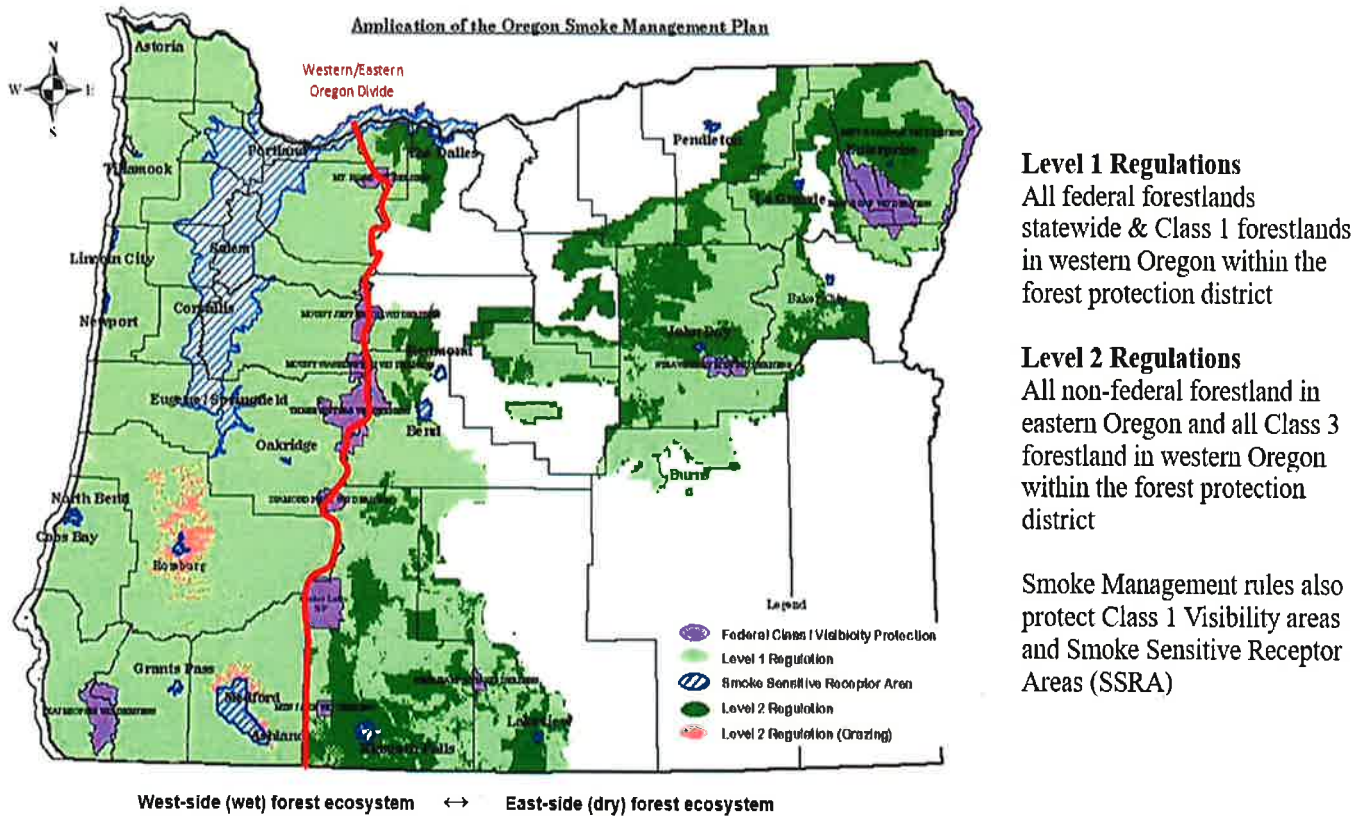 Application of the Oregon Smoke Management Plan
N
W
E
S
Western/Eastern
Oregon Divide
Astoria
Portland
The Dalles
Pendleton
Enterprise
Tillamook
La Grande
Salem
Lincoln City
Corvallis
Newport
Baker City
John Day
Redmond
Eugene / Springfield
Bend
Oakridge
Burns
North Bend
Coos Bay
Roseburg
Grants Pass
Medford
Ashland
Klamath Falls
Lakeview
Legend
Federal Class I Visibility Protection
Level 1 Regulation
Smoke Sensitive Receptor Area
Level 2 Regulation
Level 2 Regulation (Grazing)
West-side (wet) forest ecosystem ↔ East-side (dry) forest ecosystem
Level 1 Regulations
All federal forestlands
statewide & Class 1 forestlands
in western Oregon within the
forest protection district
Level 2 Regulations
All non-federal forestland in
eastern Oregon and all Class 3
forestland in western Oregon
within the forest protection
district
Smoke Management rules also
protect Class 1 Visibility areas
and Smoke Sensitive Receptor
Areas (SSRA)